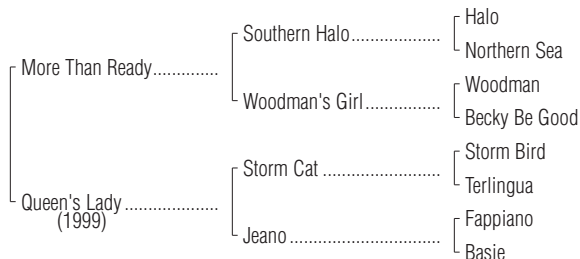 Halo
Southern Halo....................
Northern Sea
More Than Ready..............
Woodman
Woodman's Girl.................
Becky Be Good
Storm Bird
Storm Cat ..........................
Terlingua
Queen's Lady ....................
(1999)
Fappiano
Jeano .................................
Basie